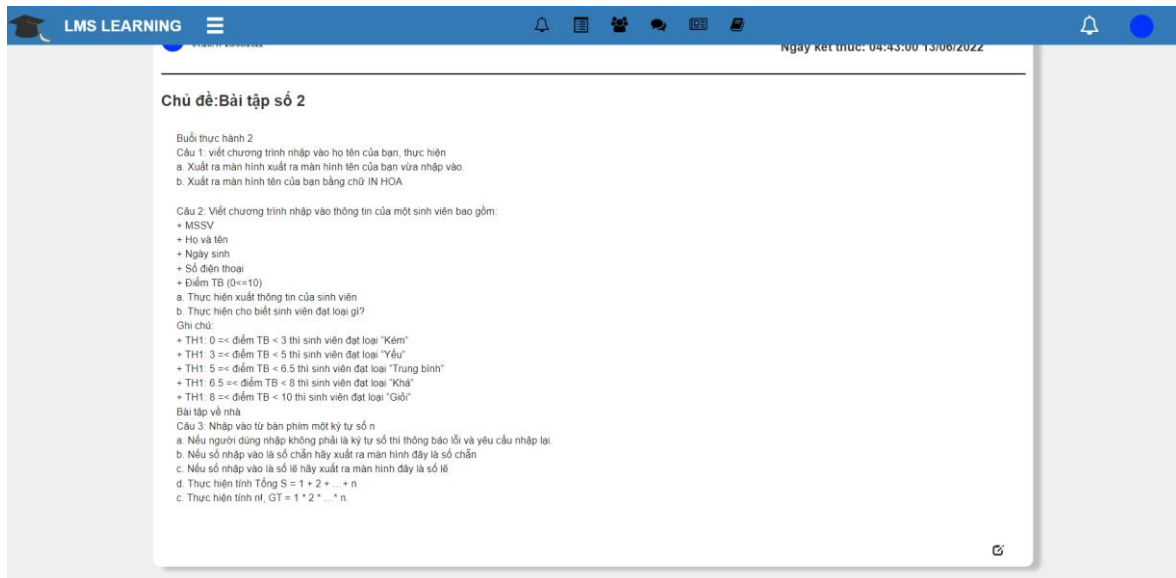 LMS LEARNING
Ngày kết thúc: 04:43:00 13/06/2022
Chủ đề:Bài tập số 2
Buổi thực hành 2
Câu 1: viết chương trình nhập vào họ tên của bạn, thực hiện
a. Xuất ra màn hình xuất ra màn hình tên của bạn vừa nhập vào.
b. Xuất ra màn hình tên của bạn bằng chữ IN HOA
Câu 2: Viết chương trình nhập vào thông tin của một sinh viên bao gồm:
+ MSSV
+ Họ và tên
+ Ngày sinh
+ Số điện thoại
+ Điểm TB (0<=10)
a. Thực hiện xuất thông tin của sinh viên
b. Thực hiện cho biết sinh viên đạt loại gì?
Ghi chú:
+ TH1: 0 =< điểm TB < 3 thì sinh viên đạt loại "Kém"
+ TH1: 3 =< điểm TB < 5 thì sinh viên đạt loại "Yếu"
+ TH1: 5 =< điểm TB < 6.5 thì sinh viên đạt loại "Trung bình"
+ TH1: 6.5 =< điểm TB < 8 thì sinh viên đạt loại "Khá"
+ TH1: 8 =< điểm TB < 10 thì sinh viên đạt loại "Giỏi"
Bài tập về nhà
Câu 3: Nhập vào từ bàn phím một ký tự số n
a. Nếu người dùng nhập không phải là ký tự số thì thông báo lỗi và yêu cầu nhập lại.
b. Nếu số nhập vào là số chẵn hãy xuất ra màn hình đây là số chẵn
c. Nếu số nhập vào là số lẽ hãy xuất ra màn hình đây là số lẽ
d. Thực hiện tính Tổng S = 1 + 2 + ...+ n
c. Thực hiện tính n!, GT = 1 * 2 * ...* n.